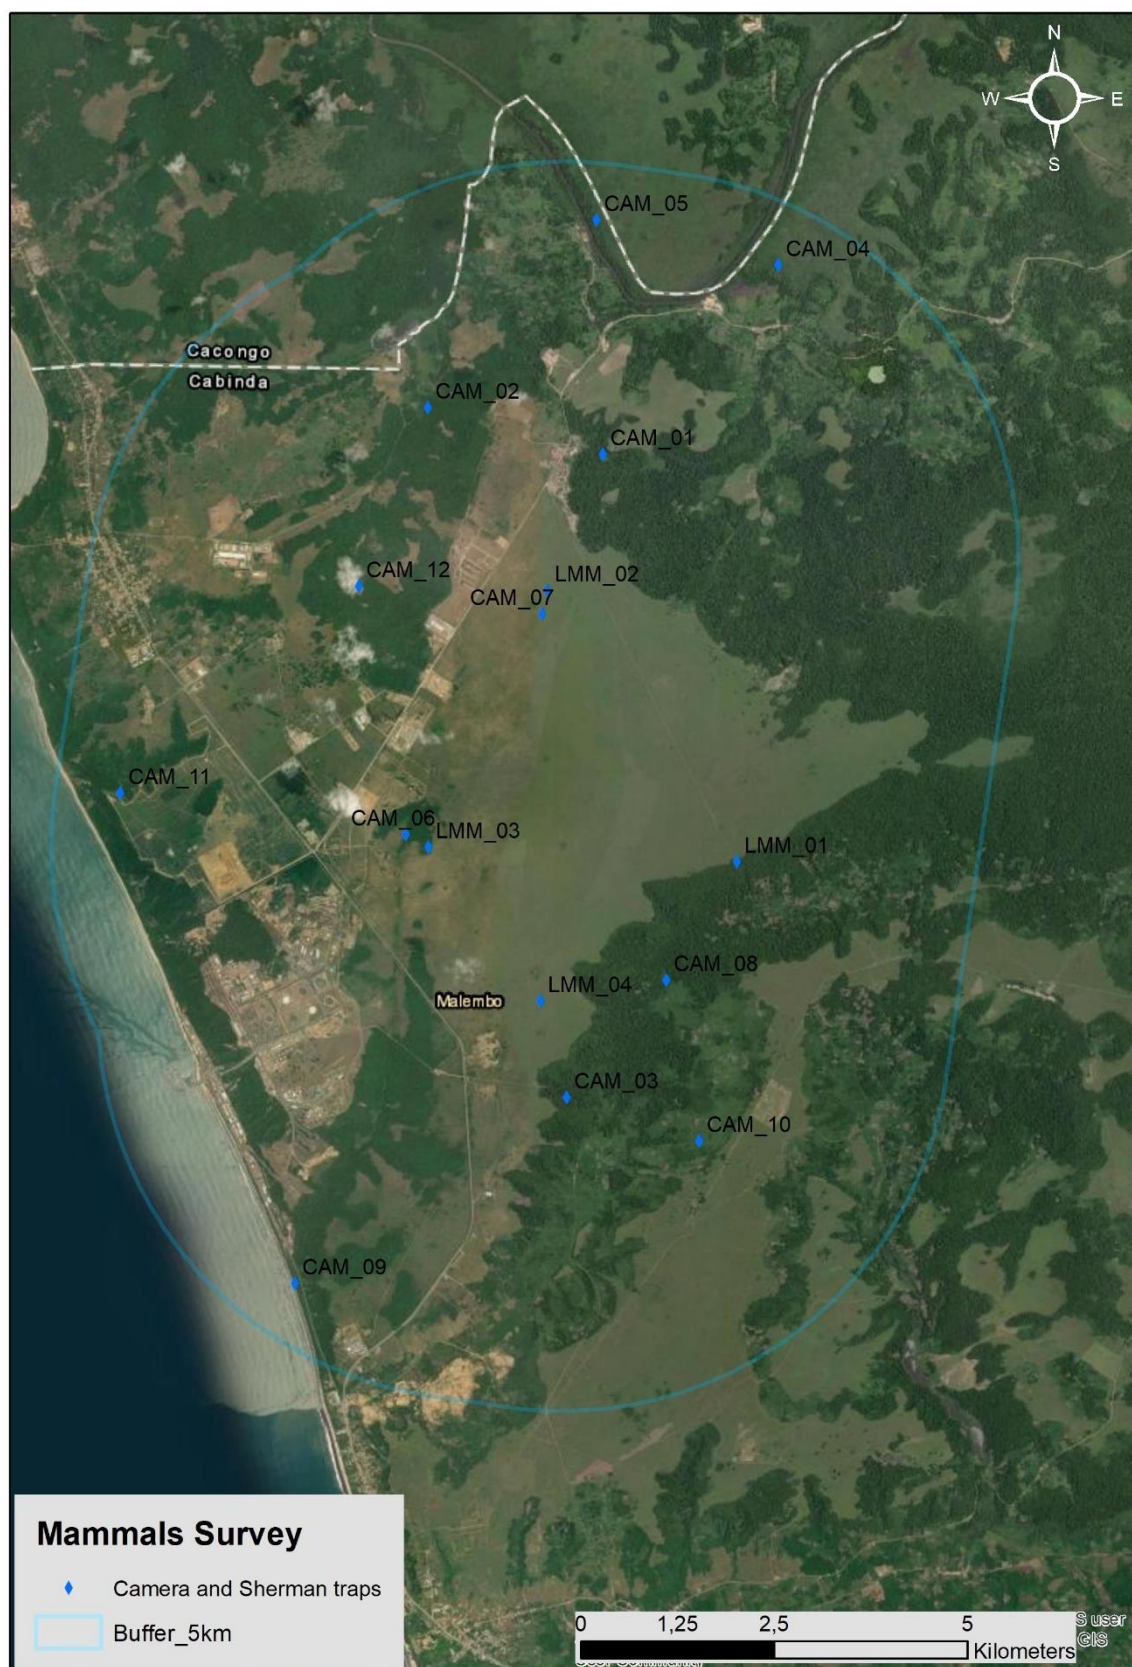 N
W
E
S
CAM_05
CAM_04
Cacongo
Cabinda
CAM_02
CAM_01
CAM_12
LMM_02
CAM_07
CAM_11
CAM_06
LMM_03
LMM_01
CAM_08
Malembo
LMM_04
CAM_03
CAM_10
CAM_09
Mammals Survey
Camera and Sherman traps
Buffer_5km
0 1,25 2,5 5
Kilometers
S user
GIS